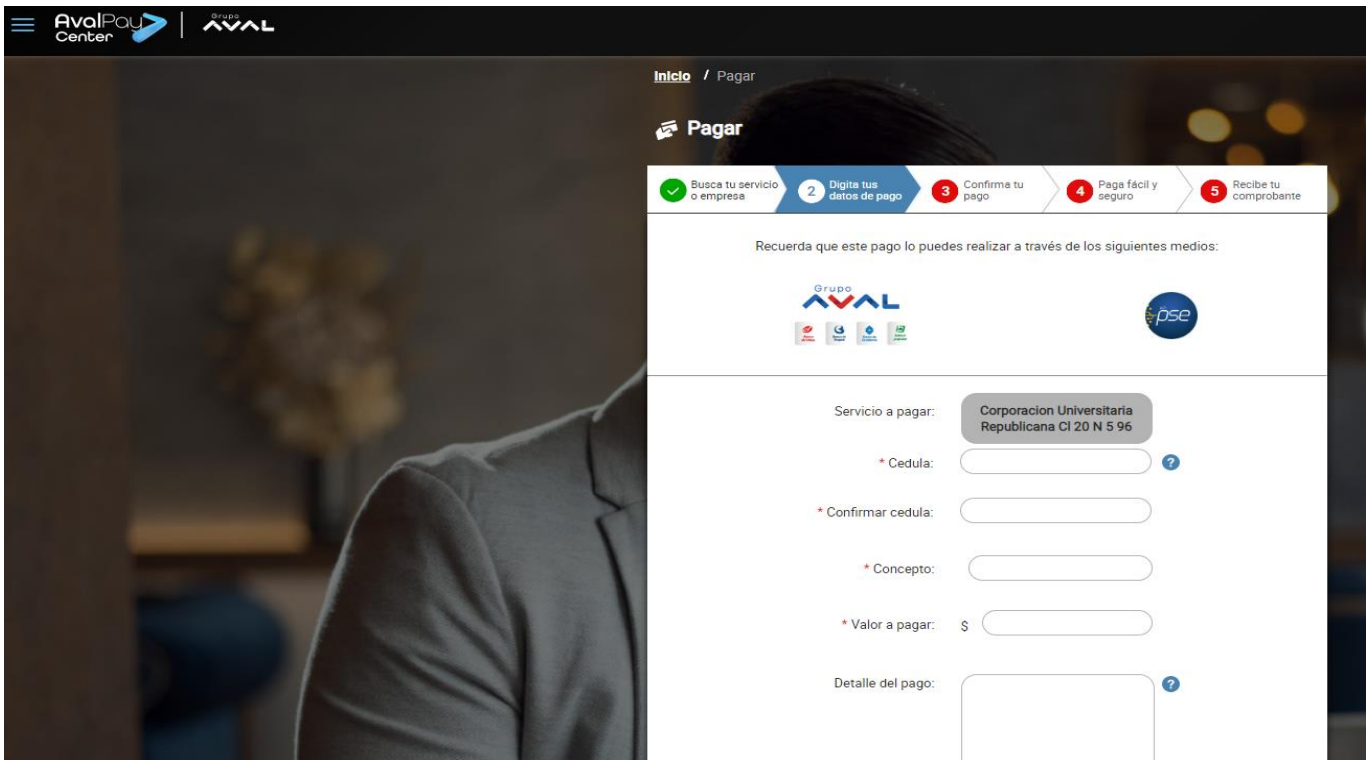 AvalPay
Center
Grupo
AVAL
Inicio / Pagar
Pagar
Busca tu servicio
o empresa
2 Digita tus
datos de pago
3 Confirma tu
pago
4 Paga fácil y
seguro
5 Recibe tu
comprobante
Recuerda que este pago lo puedes realizar a través de los siguientes medios:
Grupo
AVAL
pse
Servicio a pagar:
Corporacion Universitaria
Republicana Cl 20 N 5 96
* Cedula: ?
* Confirmar cedula:
* Concepto:
* Valor a pagar: $
Detalle del pago: ?